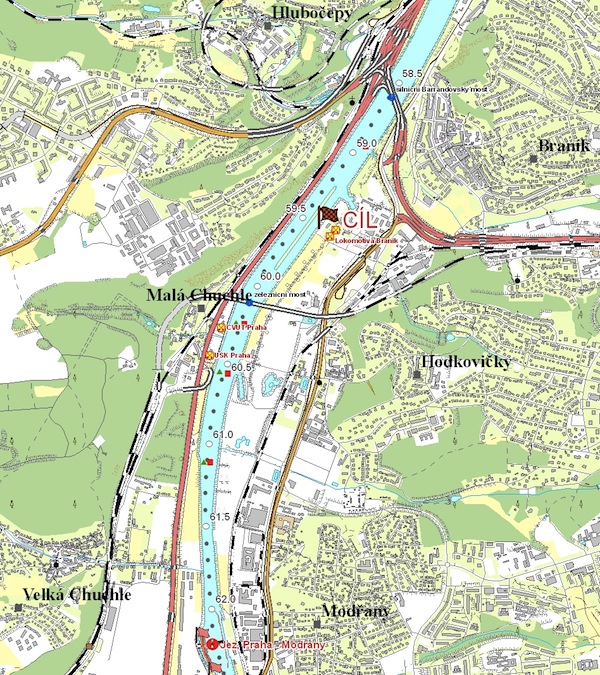 Hlubočepy
58.5
silniční Barrandovský most
59.0
Braník
59.5
CÍL
Lokomotiva Braník
60.0
Malá Chuchle
železniční most
ČVUT Praha
USK Praha
60.5
Hodkovičky
61.0
61.5
Velká Chuchle
62.0
Modřany
Jez Praha - Modřany